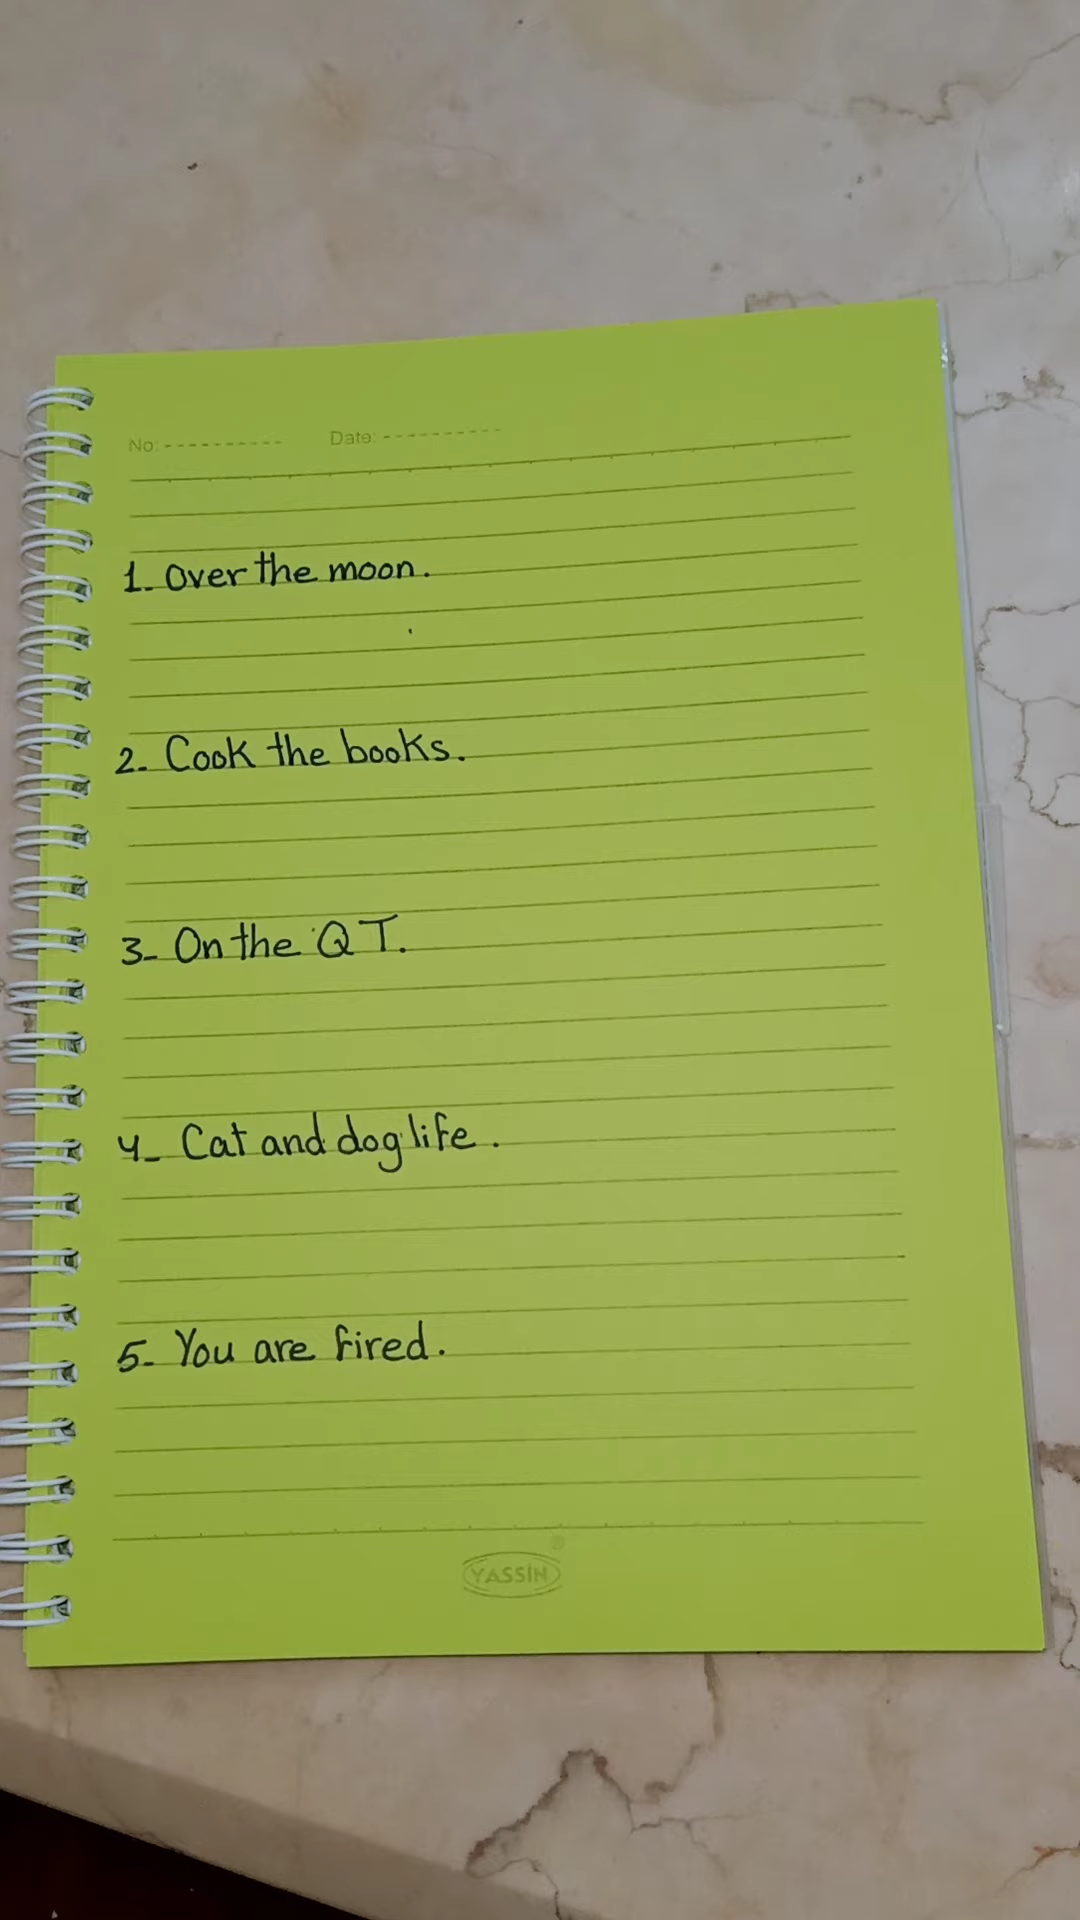 No: ---------- Date: ----------
1. Over the moon.
2. Cook the books.
3. On the QT.
4. Cat and dog life.
5. You are fired.
YASSIN ®